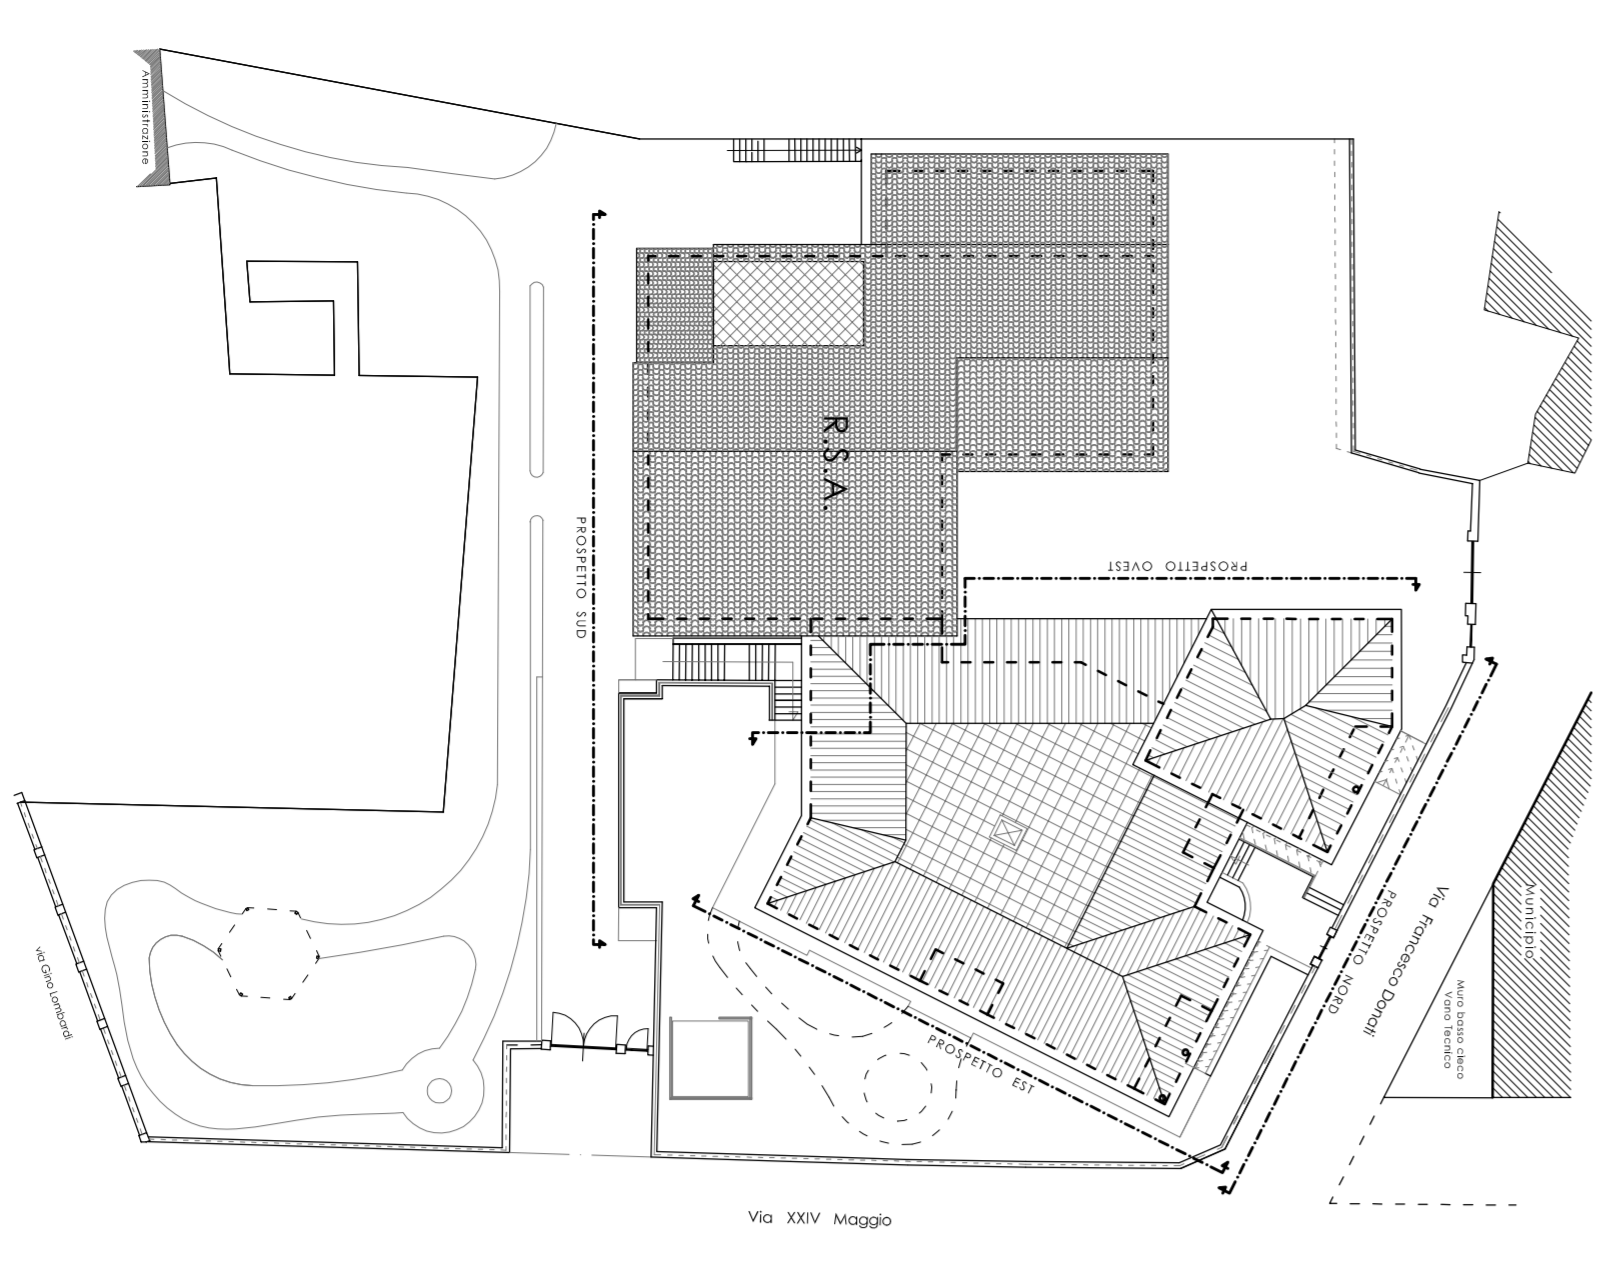 Amministrazione
R.S.A.
PROSPETTO SUD
PROSPETTO OVEST
via Gino Lombardi
PROSPETTO EST
PROSPETTO NORD
Via Francesco Donati
Municipio
Muro basso cieco
Vano Tecnico
Via XXIV Maggio